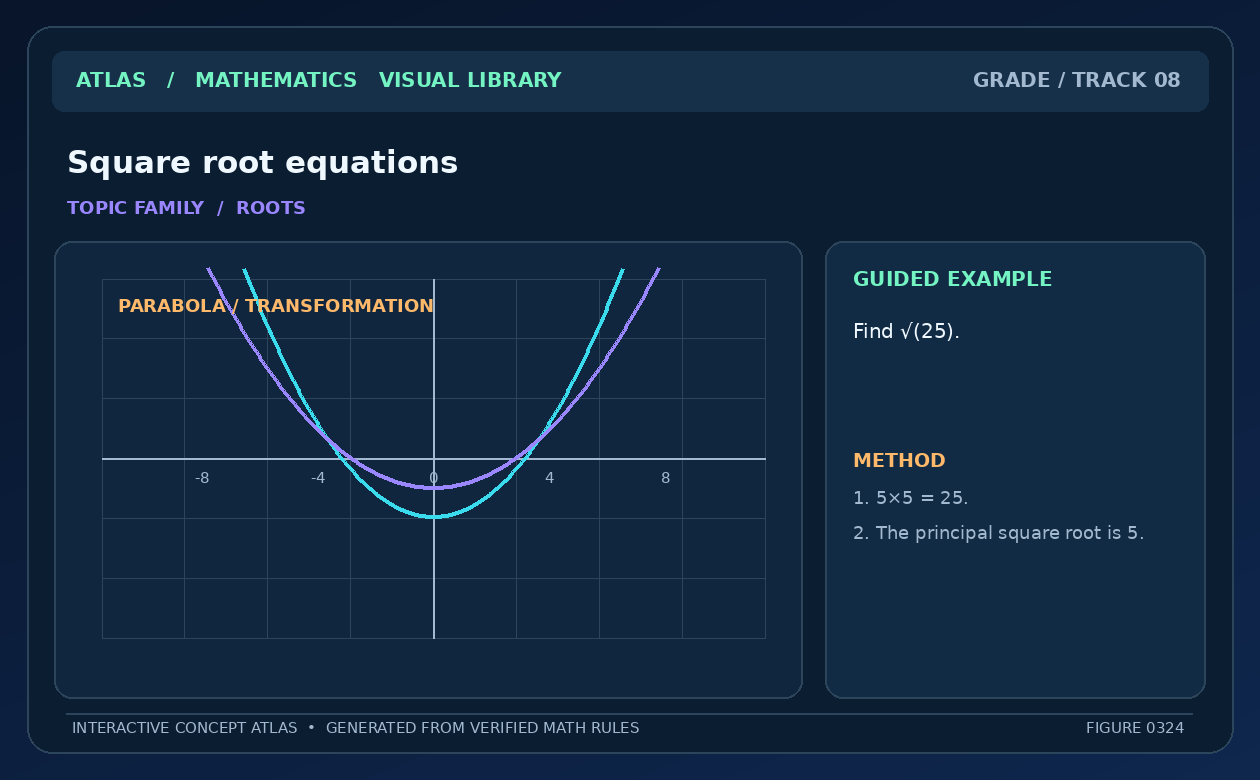 ATLAS / MATHEMATICS VISUAL LIBRARY
GRADE / TRACK 08
Square root equations
TOPIC FAMILY / ROOTS
PARABOLA / TRANSFORMATION
-8 -4 0 4 8
GUIDED EXAMPLE
Find √(25).
METHOD
1. 5×5 = 25.
2. The principal square root is 5.
INTERACTIVE CONCEPT ATLAS • GENERATED FROM VERIFIED MATH RULES
FIGURE 0324